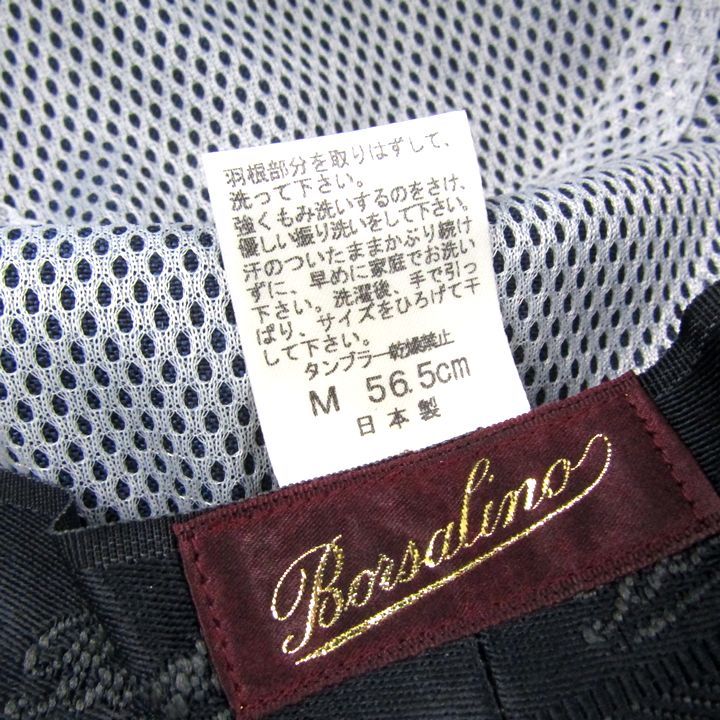 羽根部分を取りはずして、
洗って下さい。
強くもみ洗いするのをさけ、
優しい振り洗いをして下さい。
汗のついたままかぶり続け
ずに、早めに家庭でお洗い
下さい。洗濯後、手で引っ
ぱり、サイズをひろげて干
して下さい。
タンブラー乾燥禁止
M 56.5cm
日本製
Borsalino